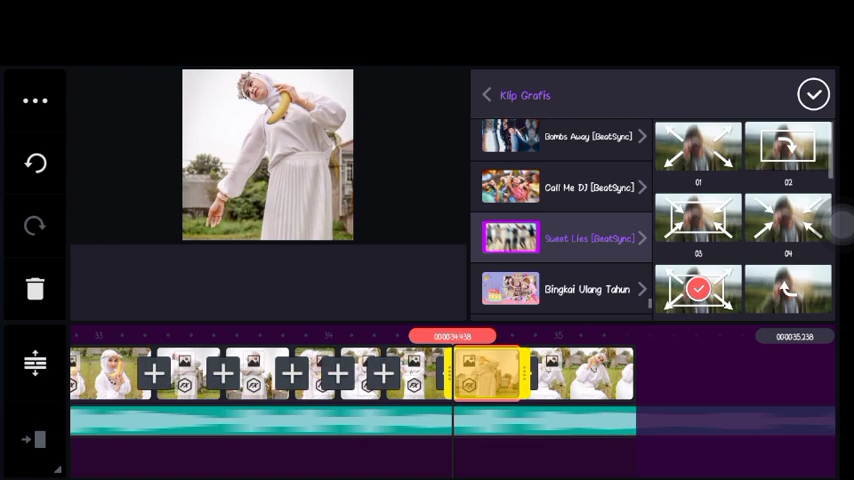 Klip Grafis
Bombs Away [BeatSync]
Call Me DJ [BeatSync]
Sweet Lies [BeatSync]
Bingkai Ulang Tahun
01
02
03
04
33
34
00:00:34.438
35
00:00:35.238